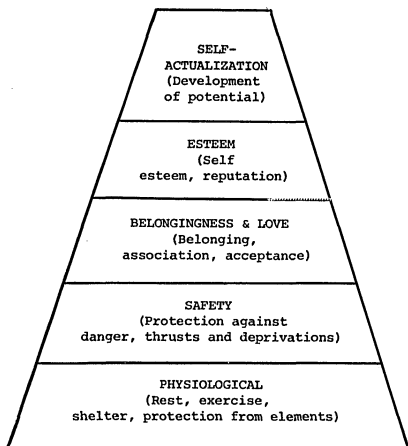 SELF-
ACTUALIZATION
(Development
of potential)
ESTEEM
(Self
esteem, reputation)
BELONGINGNESS & LOVE
(Belonging,
association, acceptance)
SAFETY
(Protection against
danger, thrusts and deprivations)
PHYSIOLOGICAL
(Rest, exercise,
shelter, protection from elements)